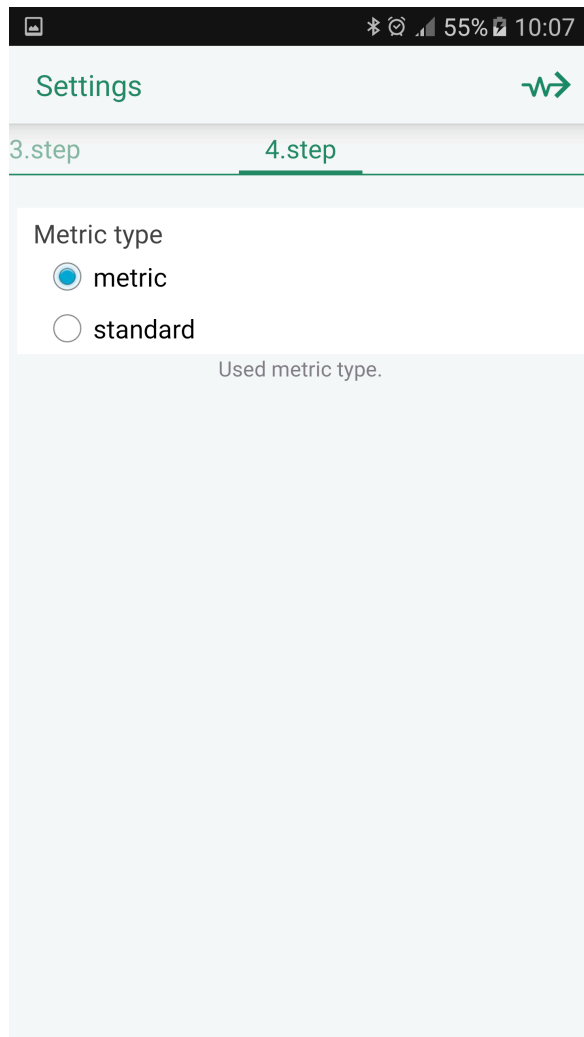 55% 10:07
Settings
3.step 4.step
Metric type
metric
standard
Used metric type.